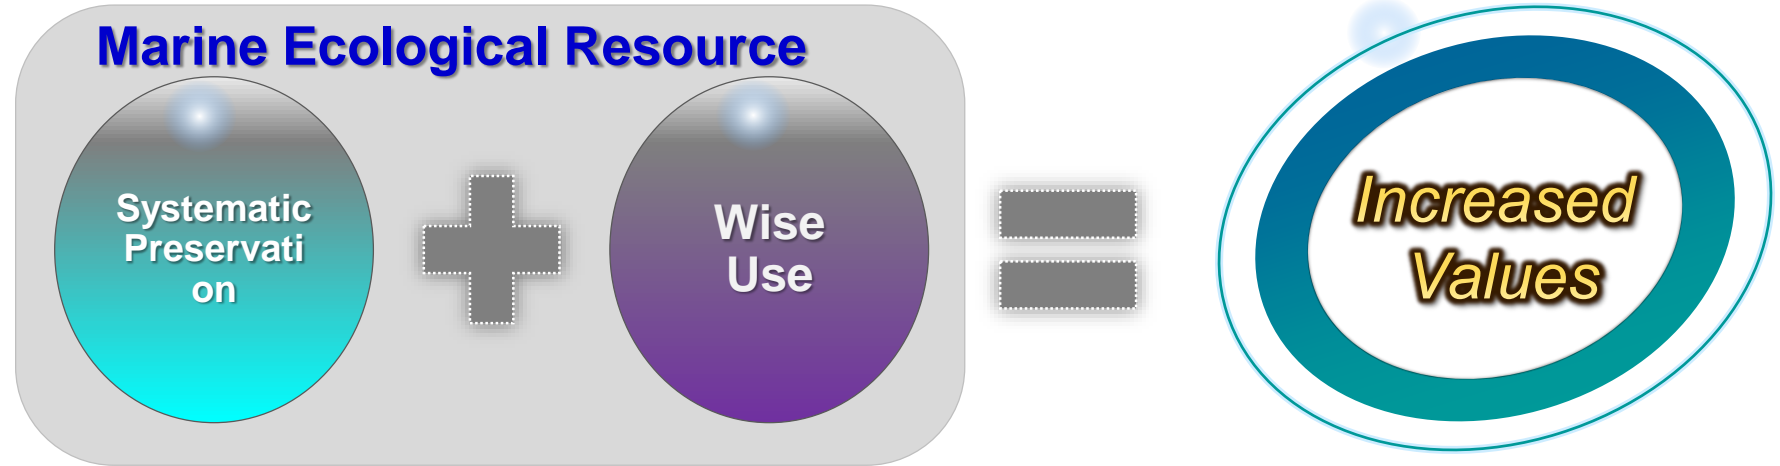 Marine Ecological Resource
Systematic
Preservati
on
Wise
Use
Increased
Values